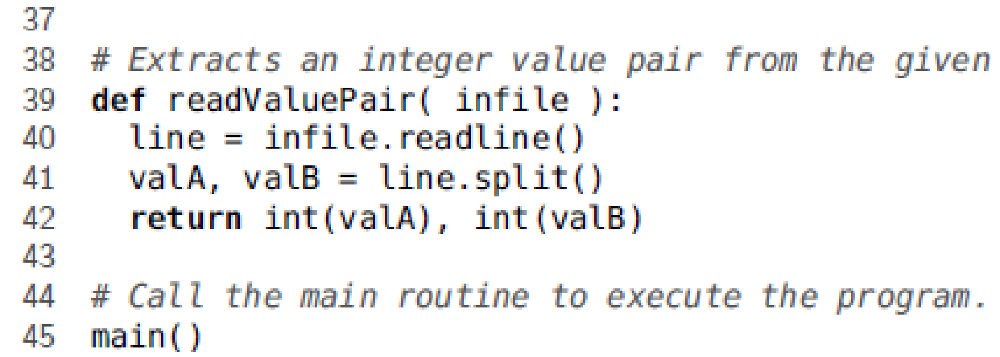 37
38 # Extracts an integer value pair from the given
39 def readValuePair( infile ):
40 line = infile.readline()
41 valA, valB = line.split()
42 return int(valA), int(valB)
43
44 # Call the main routine to execute the program.
45 main()